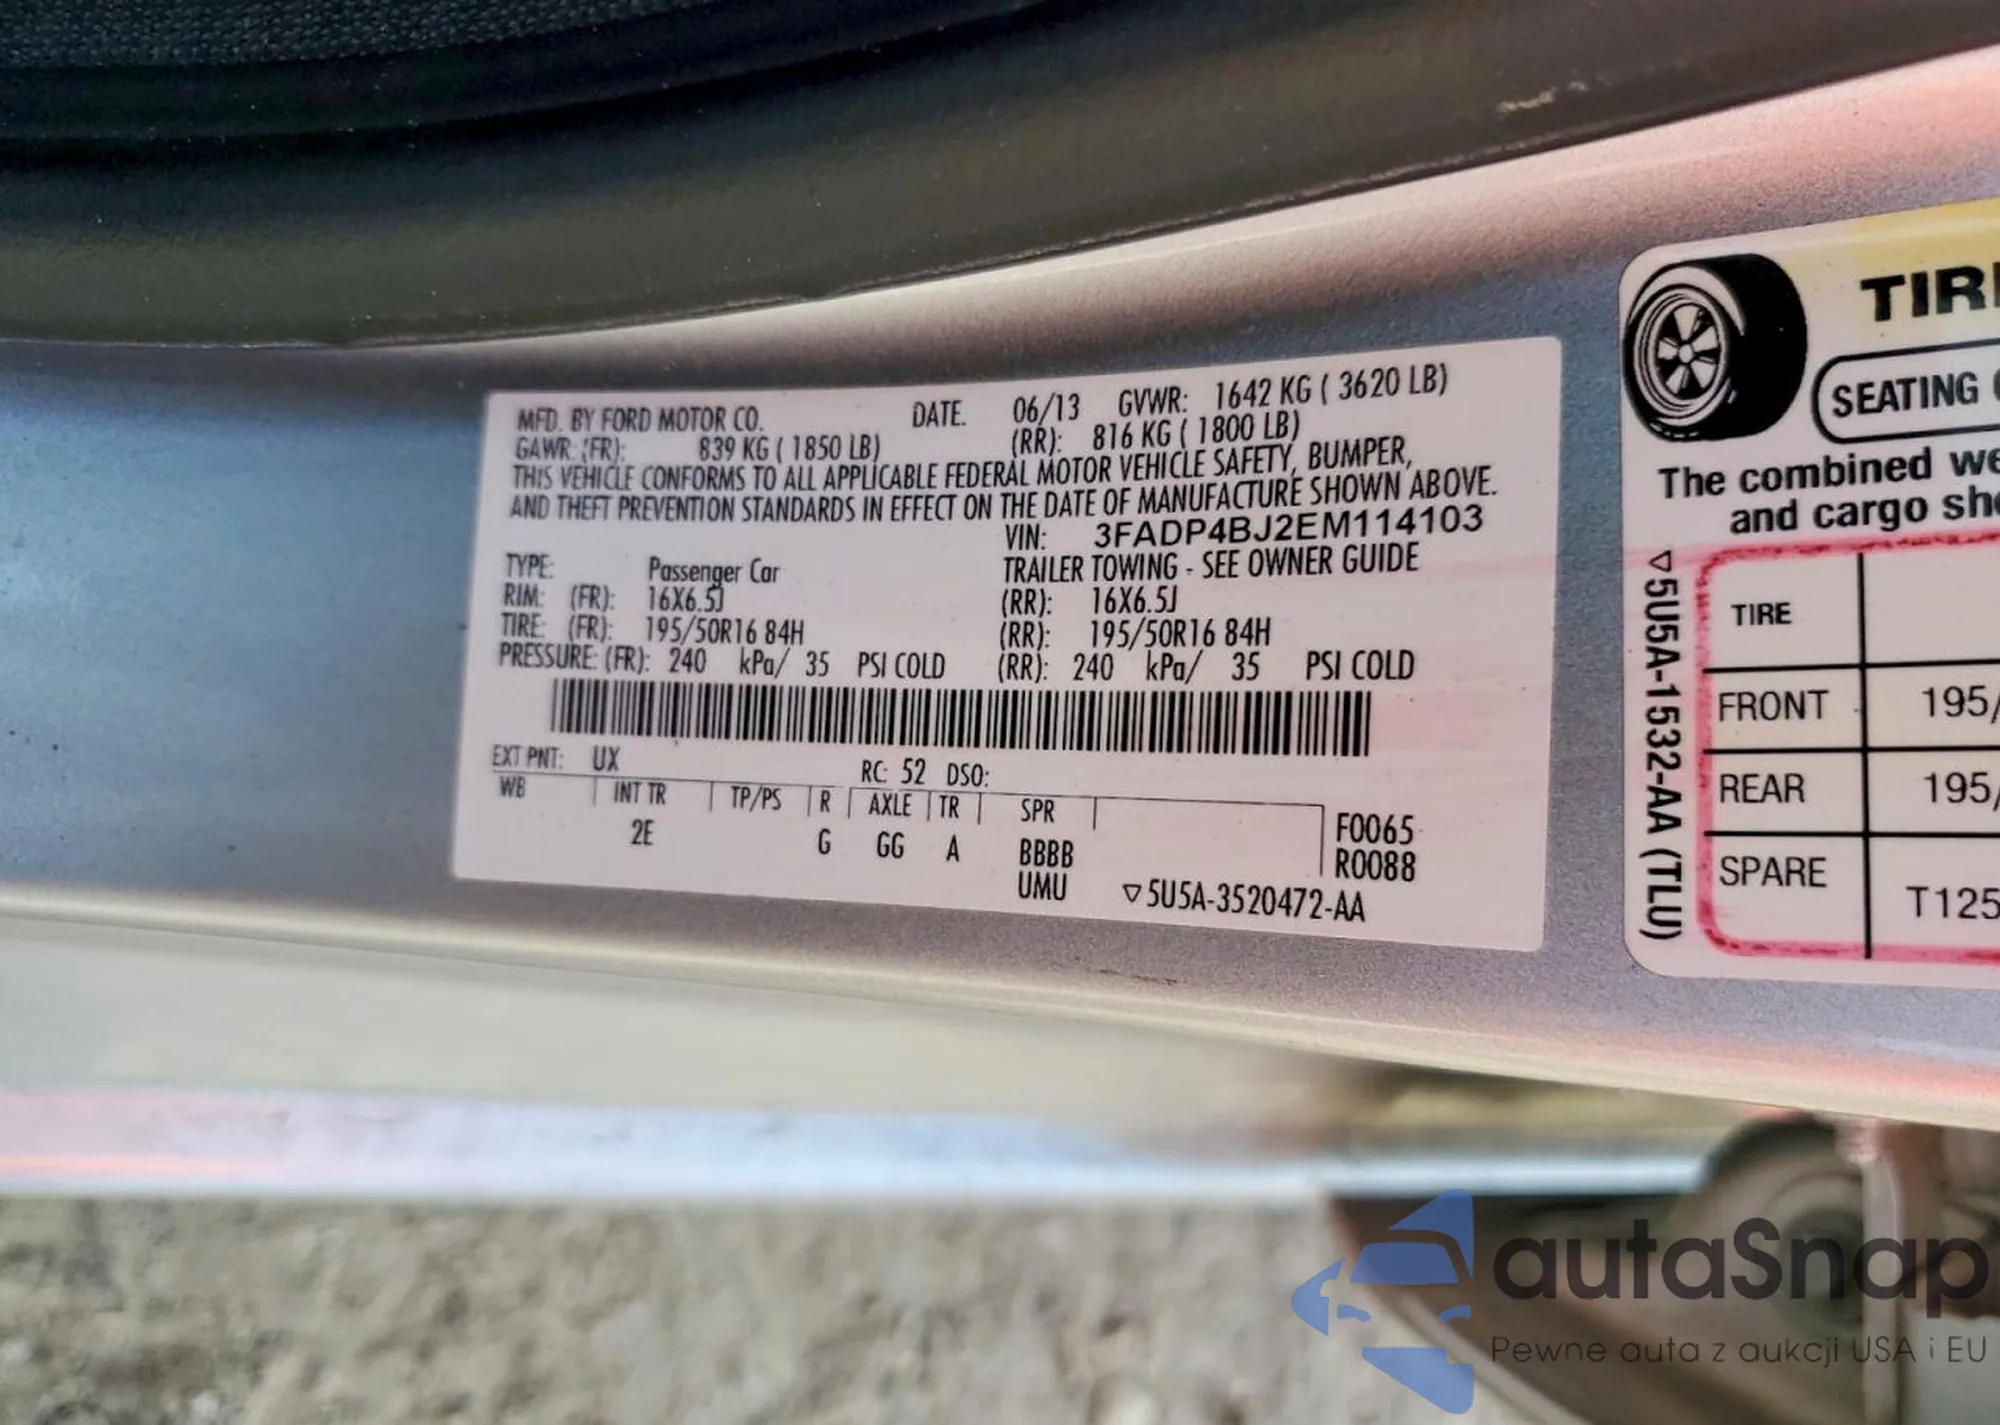 MFD. BY FORD MOTOR CO. DATE. 06/13 GVWR: 1642 KG ( 3620 LB)
GAWR: (FR): 839 KG ( 1850 LB) (RR): 816 KG ( 1800 LB)
THIS VEHICLE CONFORMS TO ALL APPLICABLE FEDERAL MOTOR VEHICLE SAFETY, BUMPER,
AND THEFT PREVENTION STANDARDS IN EFFECT ON THE DATE OF MANUFACTURE SHOWN ABOVE.
VIN: 3FADP4BJ2EM114103
TYPE: Passenger Car TRAILER TOWING - SEE OWNER GUIDE
RIM: (FR): 16X6.5J (RR): 16X6.5J
TIRE: (FR): 195/50R16 84H (RR): 195/50R16 84H
PRESSURE: (FR): 240 kPa/ 35 PSI COLD (RR): 240 kPa/ 35 PSI COLD
EXT PNT: UX RC: 52 DSO:
WB INT TR TP/PS R AXLE TR SPR
2E G GG A BBBB
UMU
F0065
R0088
▽5U5A-3520472-AA
TIR
SEATING
The combined we
and cargo sh
▽5U5A-1532-AA (TLU)
TIRE
FRONT 195/
REAR 195/
SPARE T125
autaSnap
Pewne auta z aukcji USA i EU